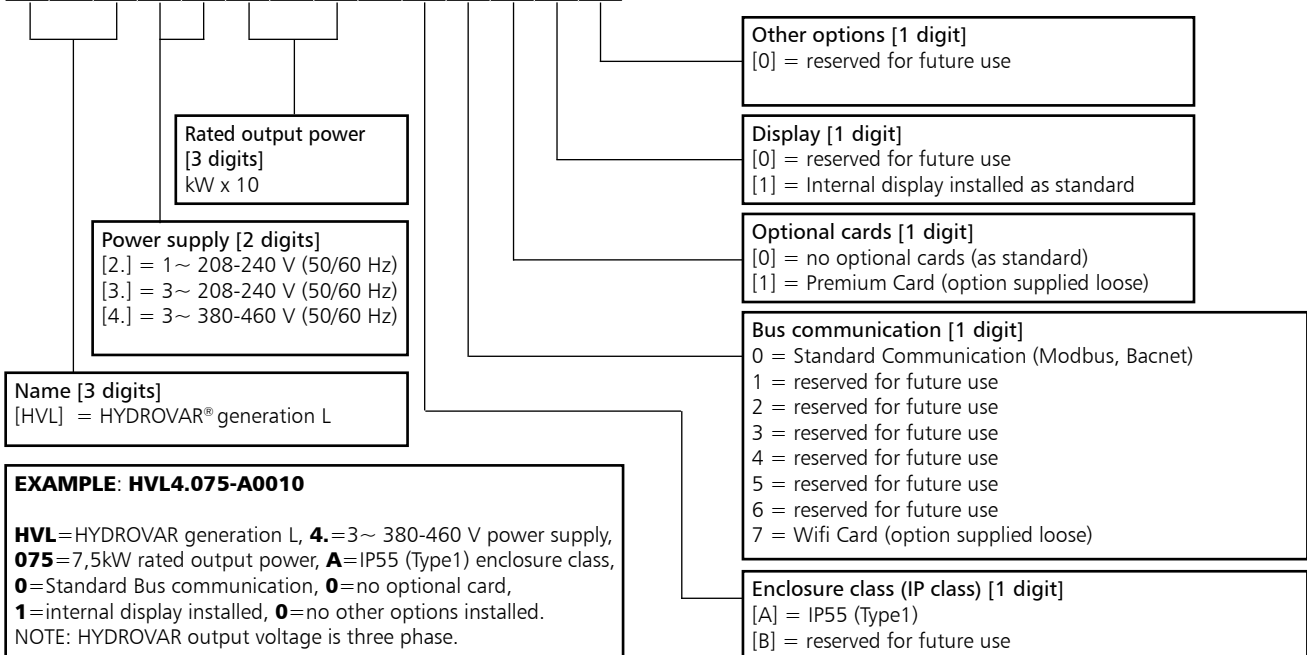 Other options [1 digit]
[0] = reserved for future use
Rated output power
[3 digits]
kW x 10
Display [1 digit]
[0] = reserved for future use
[1] = Internal display installed as standard
Power supply [2 digits]
[2.] = 1~ 208-240 V (50/60 Hz)
[3.] = 3~ 208-240 V (50/60 Hz)
[4.] = 3~ 380-460 V (50/60 Hz)
Optional cards [1 digit]
[0] = no optional cards (as standard)
[1] = Premium Card (option supplied loose)
Bus communication [1 digit]
0 = Standard Communication (Modbus, Bacnet)
1 = reserved for future use
2 = reserved for future use
3 = reserved for future use
4 = reserved for future use
5 = reserved for future use
6 = reserved for future use
7 = Wifi Card (option supplied loose)
Name [3 digits]
[HVL] = HYDROVAR® generation L
EXAMPLE: HVL4.075-A0010
HVL=HYDROVAR generation L, 4.=3~ 380-460 V power supply,
075=7,5kW rated output power, A=IP55 (Type1) enclosure class,
0=Standard Bus communication, 0=no optional card,
1=internal display installed, 0=no other options installed.
NOTE: HYDROVAR output voltage is three phase.
Enclosure class (IP class) [1 digit]
[A] = IP55 (Type1)
[B] = reserved for future use